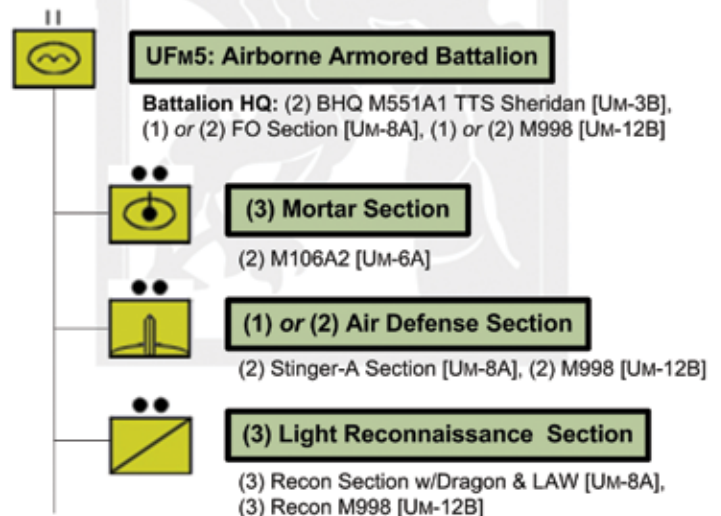 UFM5: Airborne Armored Battalion
Battalion HQ: (2) BHQ M551A1 TTS Sheridan [UM-3B],
(1) or (2) FO Section [UM-8A], (1) or (2) M998 [UM-12B]
(3) Mortar Section
(2) M106A2 [UM-6A]
(1) or (2) Air Defense Section
(2) Stinger-A Section [UM-8A], (2) M998 [UM-12B]
(3) Light Reconnaissance Section
(3) Recon Section w/Dragon & LAW [UM-8A],
(3) Recon M998 [UM-12B]